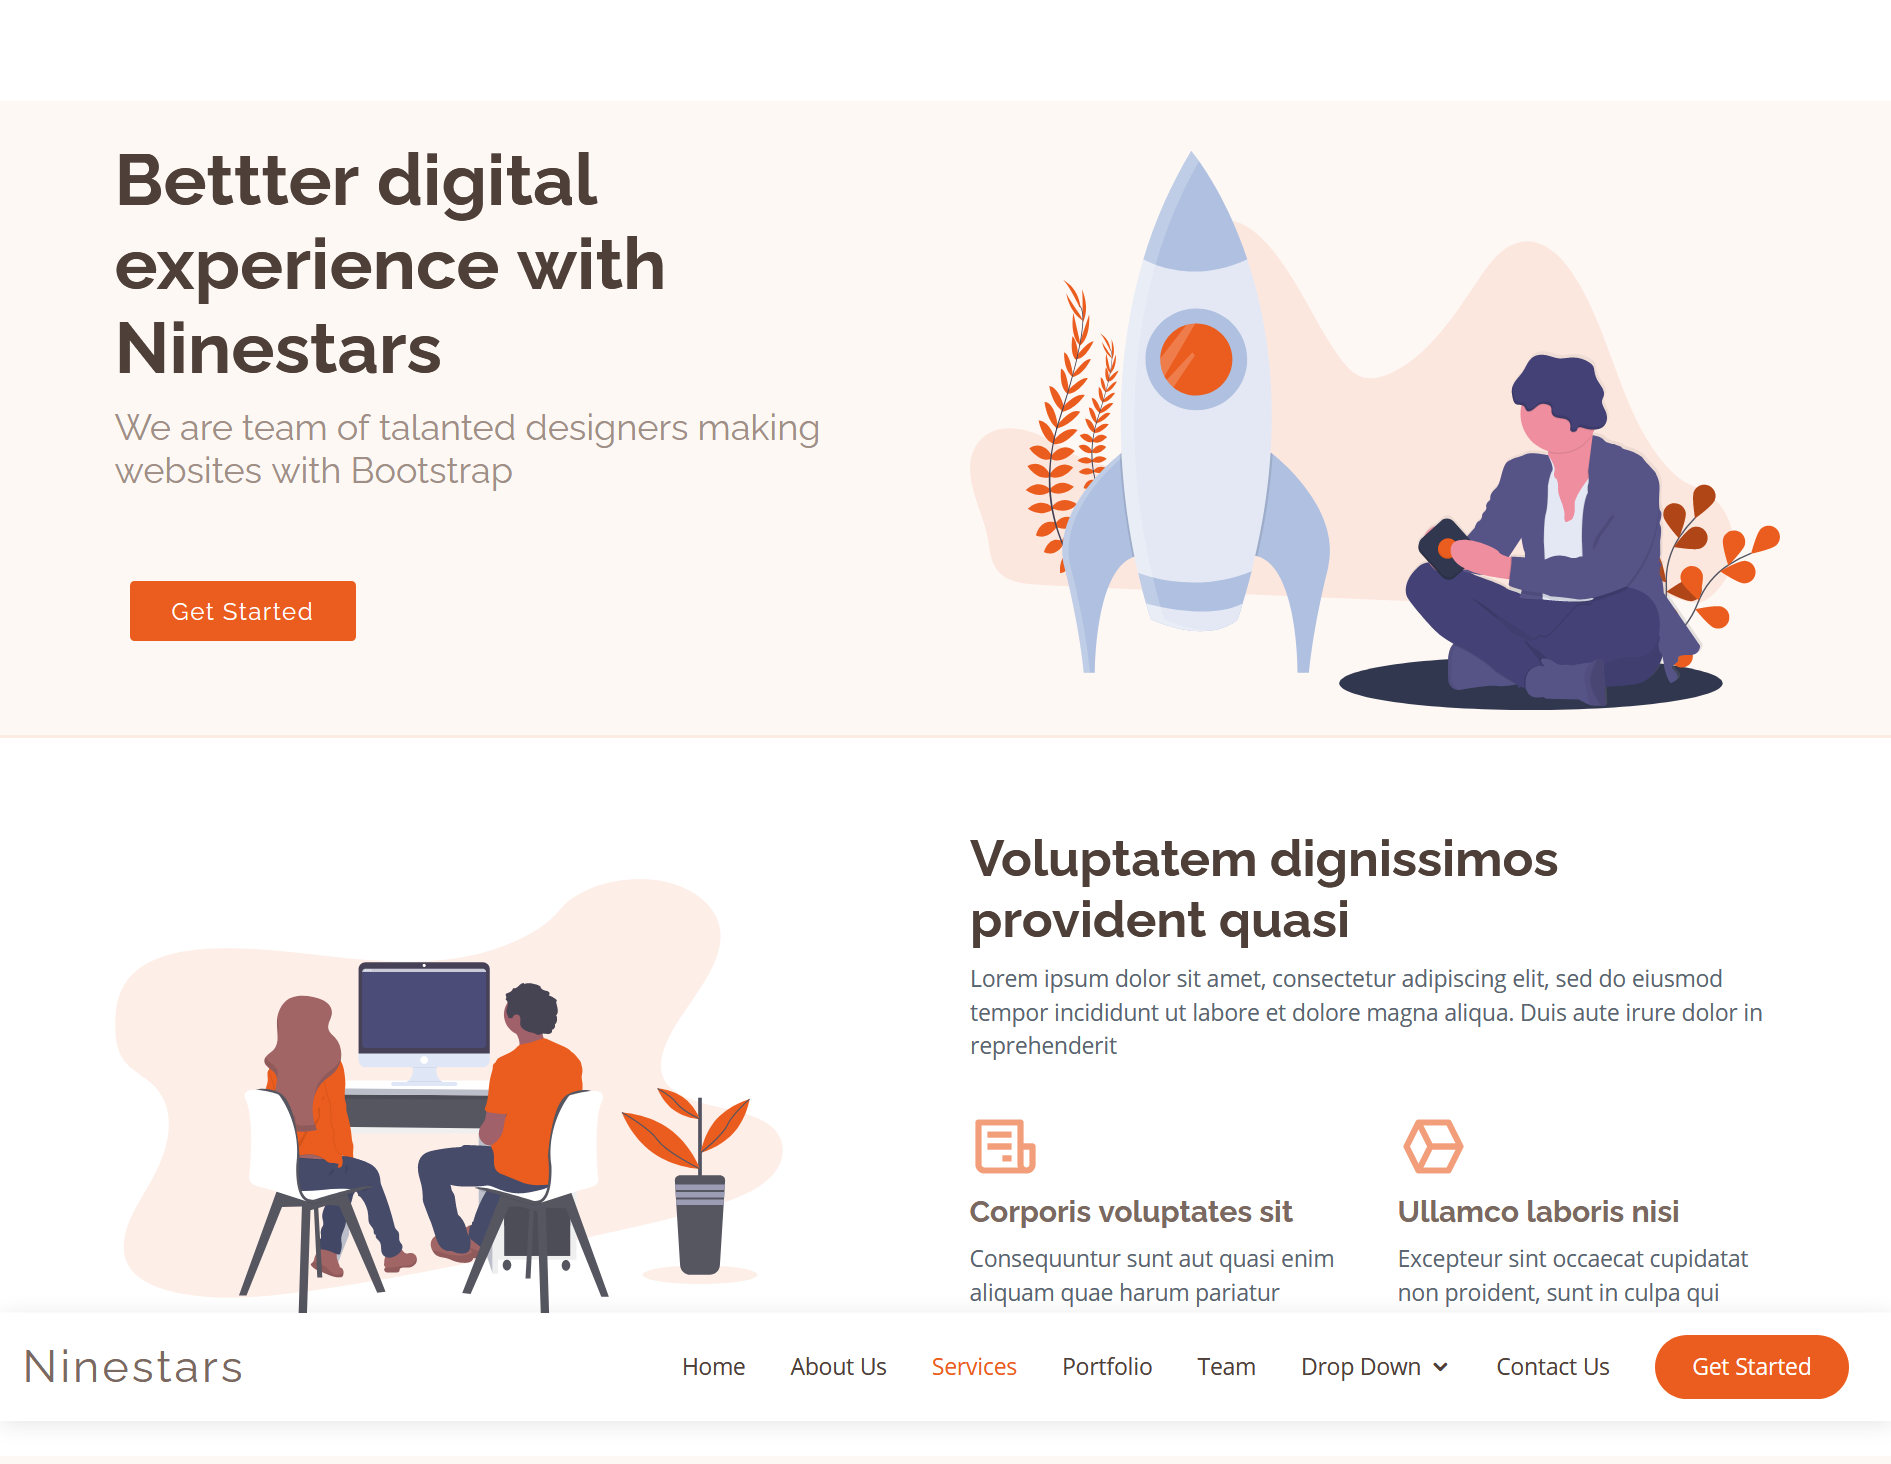 Bettter digital
experience with
Ninestars
We are team of talanted designers making
websites with Bootstrap
Get Started
Voluptatem dignissimos
provident quasi
Lorem ipsum dolor sit amet, consectetur adipiscing elit, sed do eiusmod
tempor incididunt ut labore et dolore magna aliqua. Duis aute irure dolor in
reprehenderit
Corporis voluptates sit
Consequuntur sunt aut quasi enim
aliquam quae harum pariatur
Ullamco laboris nisi
Excepteur sint occaecat cupidatat
non proident, sunt in culpa qui
Ninestars Home About Us Services Portfolio Team Drop Down Contact Us Get Started